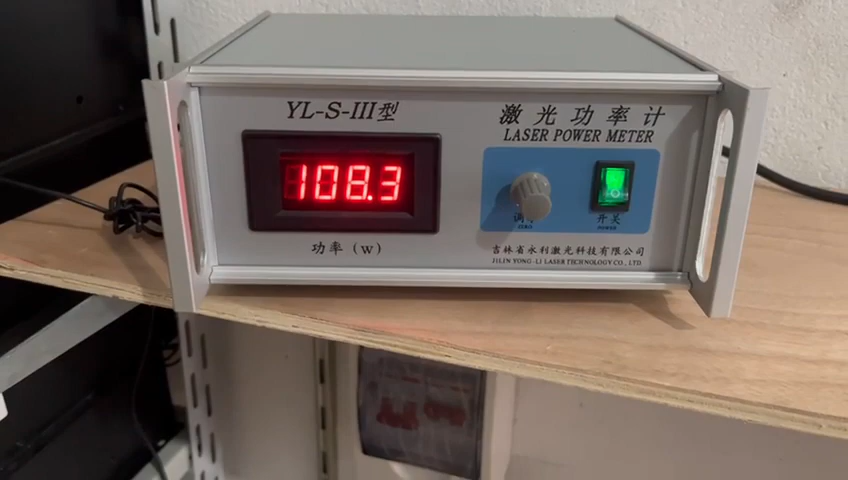 YL-S-III型
激光功率计
LASER POWER METER
108.3
调
ZERO
开关
POWER
功率(W)
吉林省永利激光科技有限公司
JILIN YONG-LI LASER TECHNOLOGY CO., LTD.